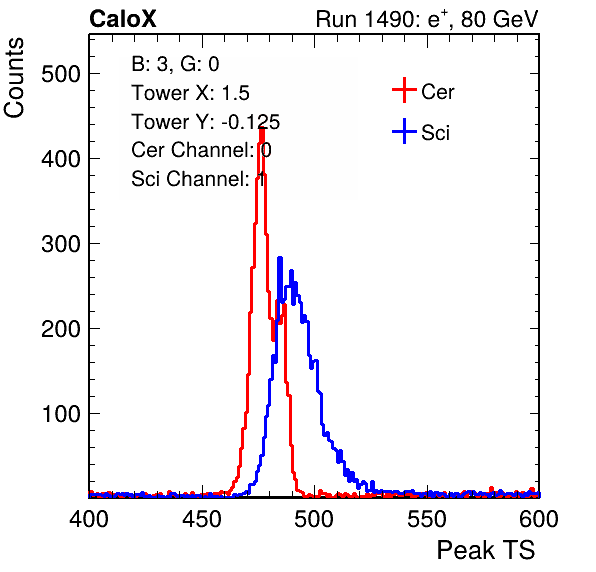 CaloX Run 1490: e⁺, 80 GeV
Counts
B: 3, G: 0
Tower X: 1.5
Tower Y: -0.125
Cer Channel: 0
Sci Channel: 1
Cer
Sci
500
400
300
200
100
400 450 500 550 600
Peak TS